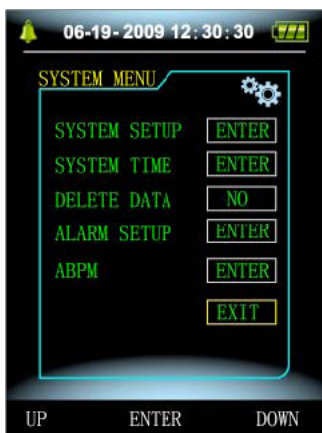 06-19-2009 12:30:30
SYSTEM MENU
SYSTEM SETUP ENTER
SYSTEM TIME ENTER
DELETE DATA NO
ALARM SETUP ENTER
ABPM ENTER
EXIT
UP ENTER DOWN